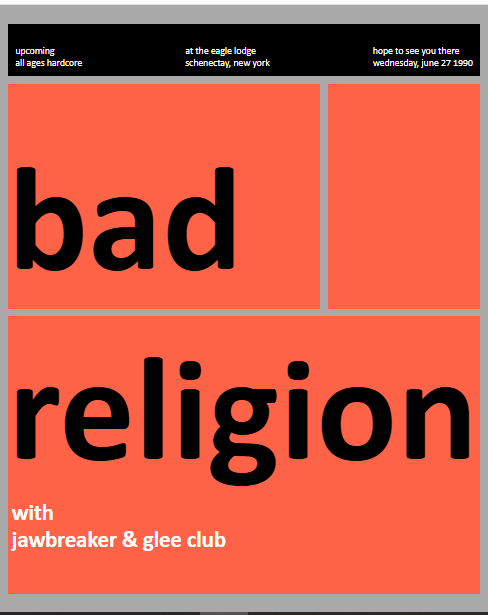 upcoming
all ages hardcore
at the eagle lodge
schenectay, new york
hope to see you there
wednesday, june 27 1990
bad
religion
with
jawbreaker & glee club